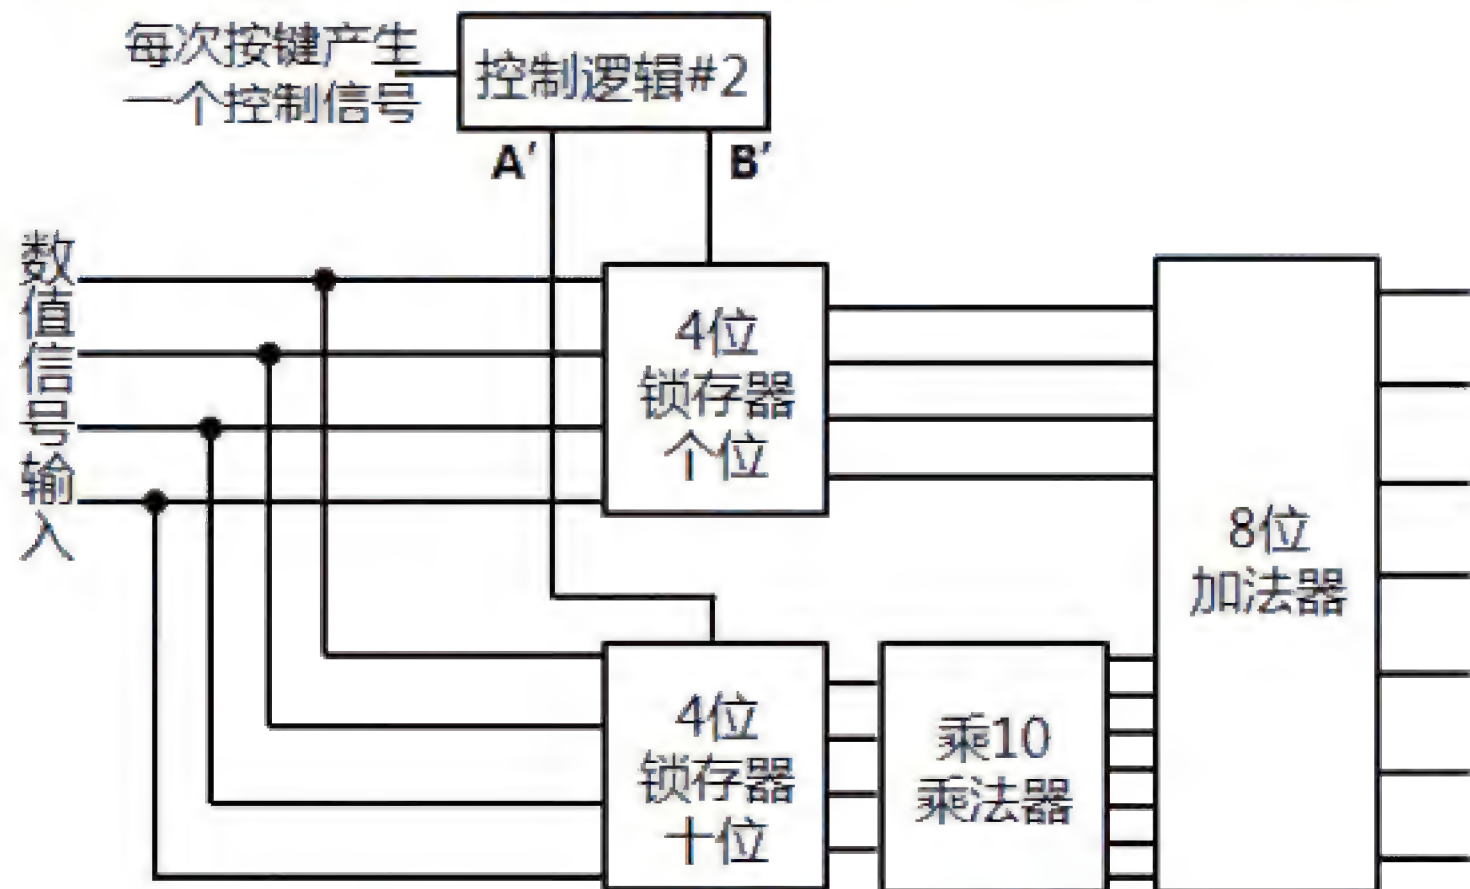 每次按键产生
一个控制信号
控制逻辑#2
A′
B′
数值信号输入
4位
锁存器
个位
8位
加法器
4位
锁存器
十位
乘10
乘法器